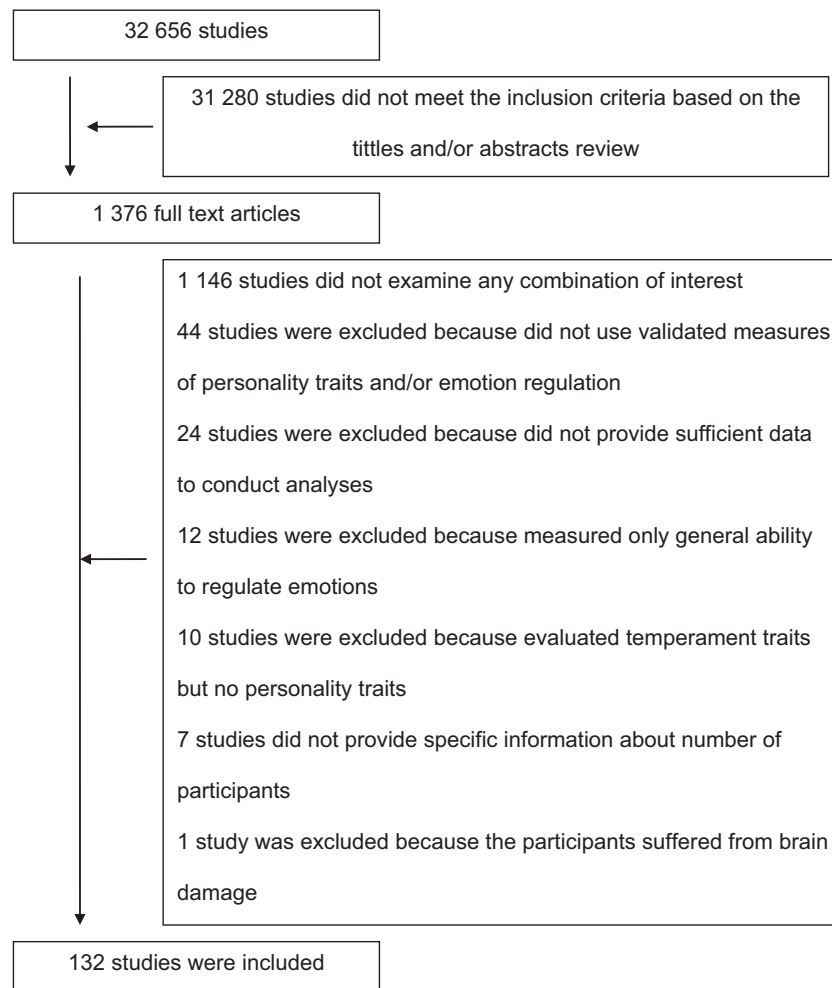 32 656 studies
31 280 studies did not meet the inclusion criteria based on the
tittles and/or abstracts review
1 376 full text articles
1 146 studies did not examine any combination of interest
44 studies were excluded because did not use validated measures
of personality traits and/or emotion regulation
24 studies were excluded because did not provide sufficient data
to conduct analyses
12 studies were excluded because measured only general ability
to regulate emotions
10 studies were excluded because evaluated temperament traits
but no personality traits
7 studies did not provide specific information about number of
participants
1 study was excluded because the participants suffered from brain
damage
132 studies were included